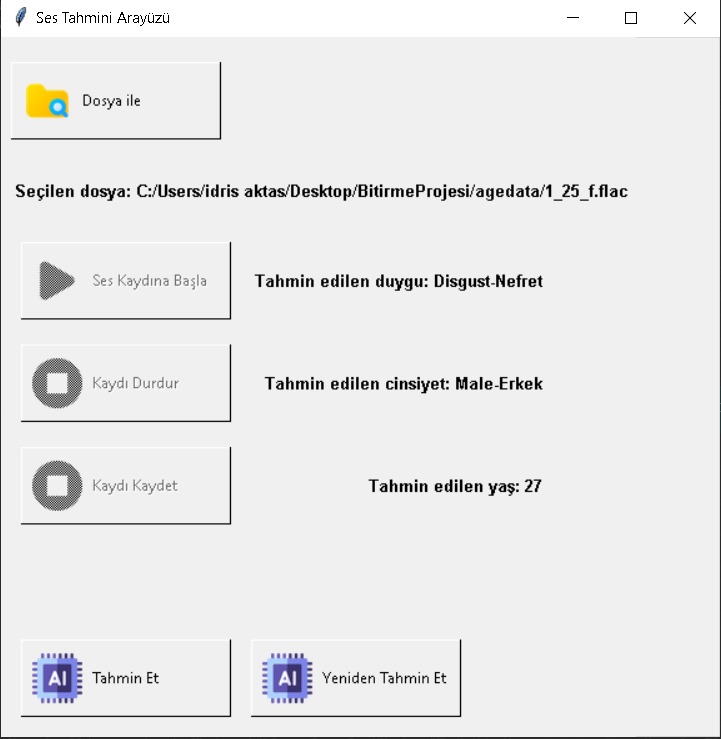 Ses Tahmini Arayüzü
Dosya ile
Seçilen dosya: C:/Users/idris aktas/Desktop/BitirmeProjesi/agedata/1_25_f.flac
Ses Kaydına Başla
Tahmin edilen duygu: Disgust-Nefret
Kaydı Durdur
Tahmin edilen cinsiyet: Male-Erkek
Kaydı Kaydet
Tahmin edilen yaş: 27
AI Tahmin Et
AI Yeniden Tahmin Et